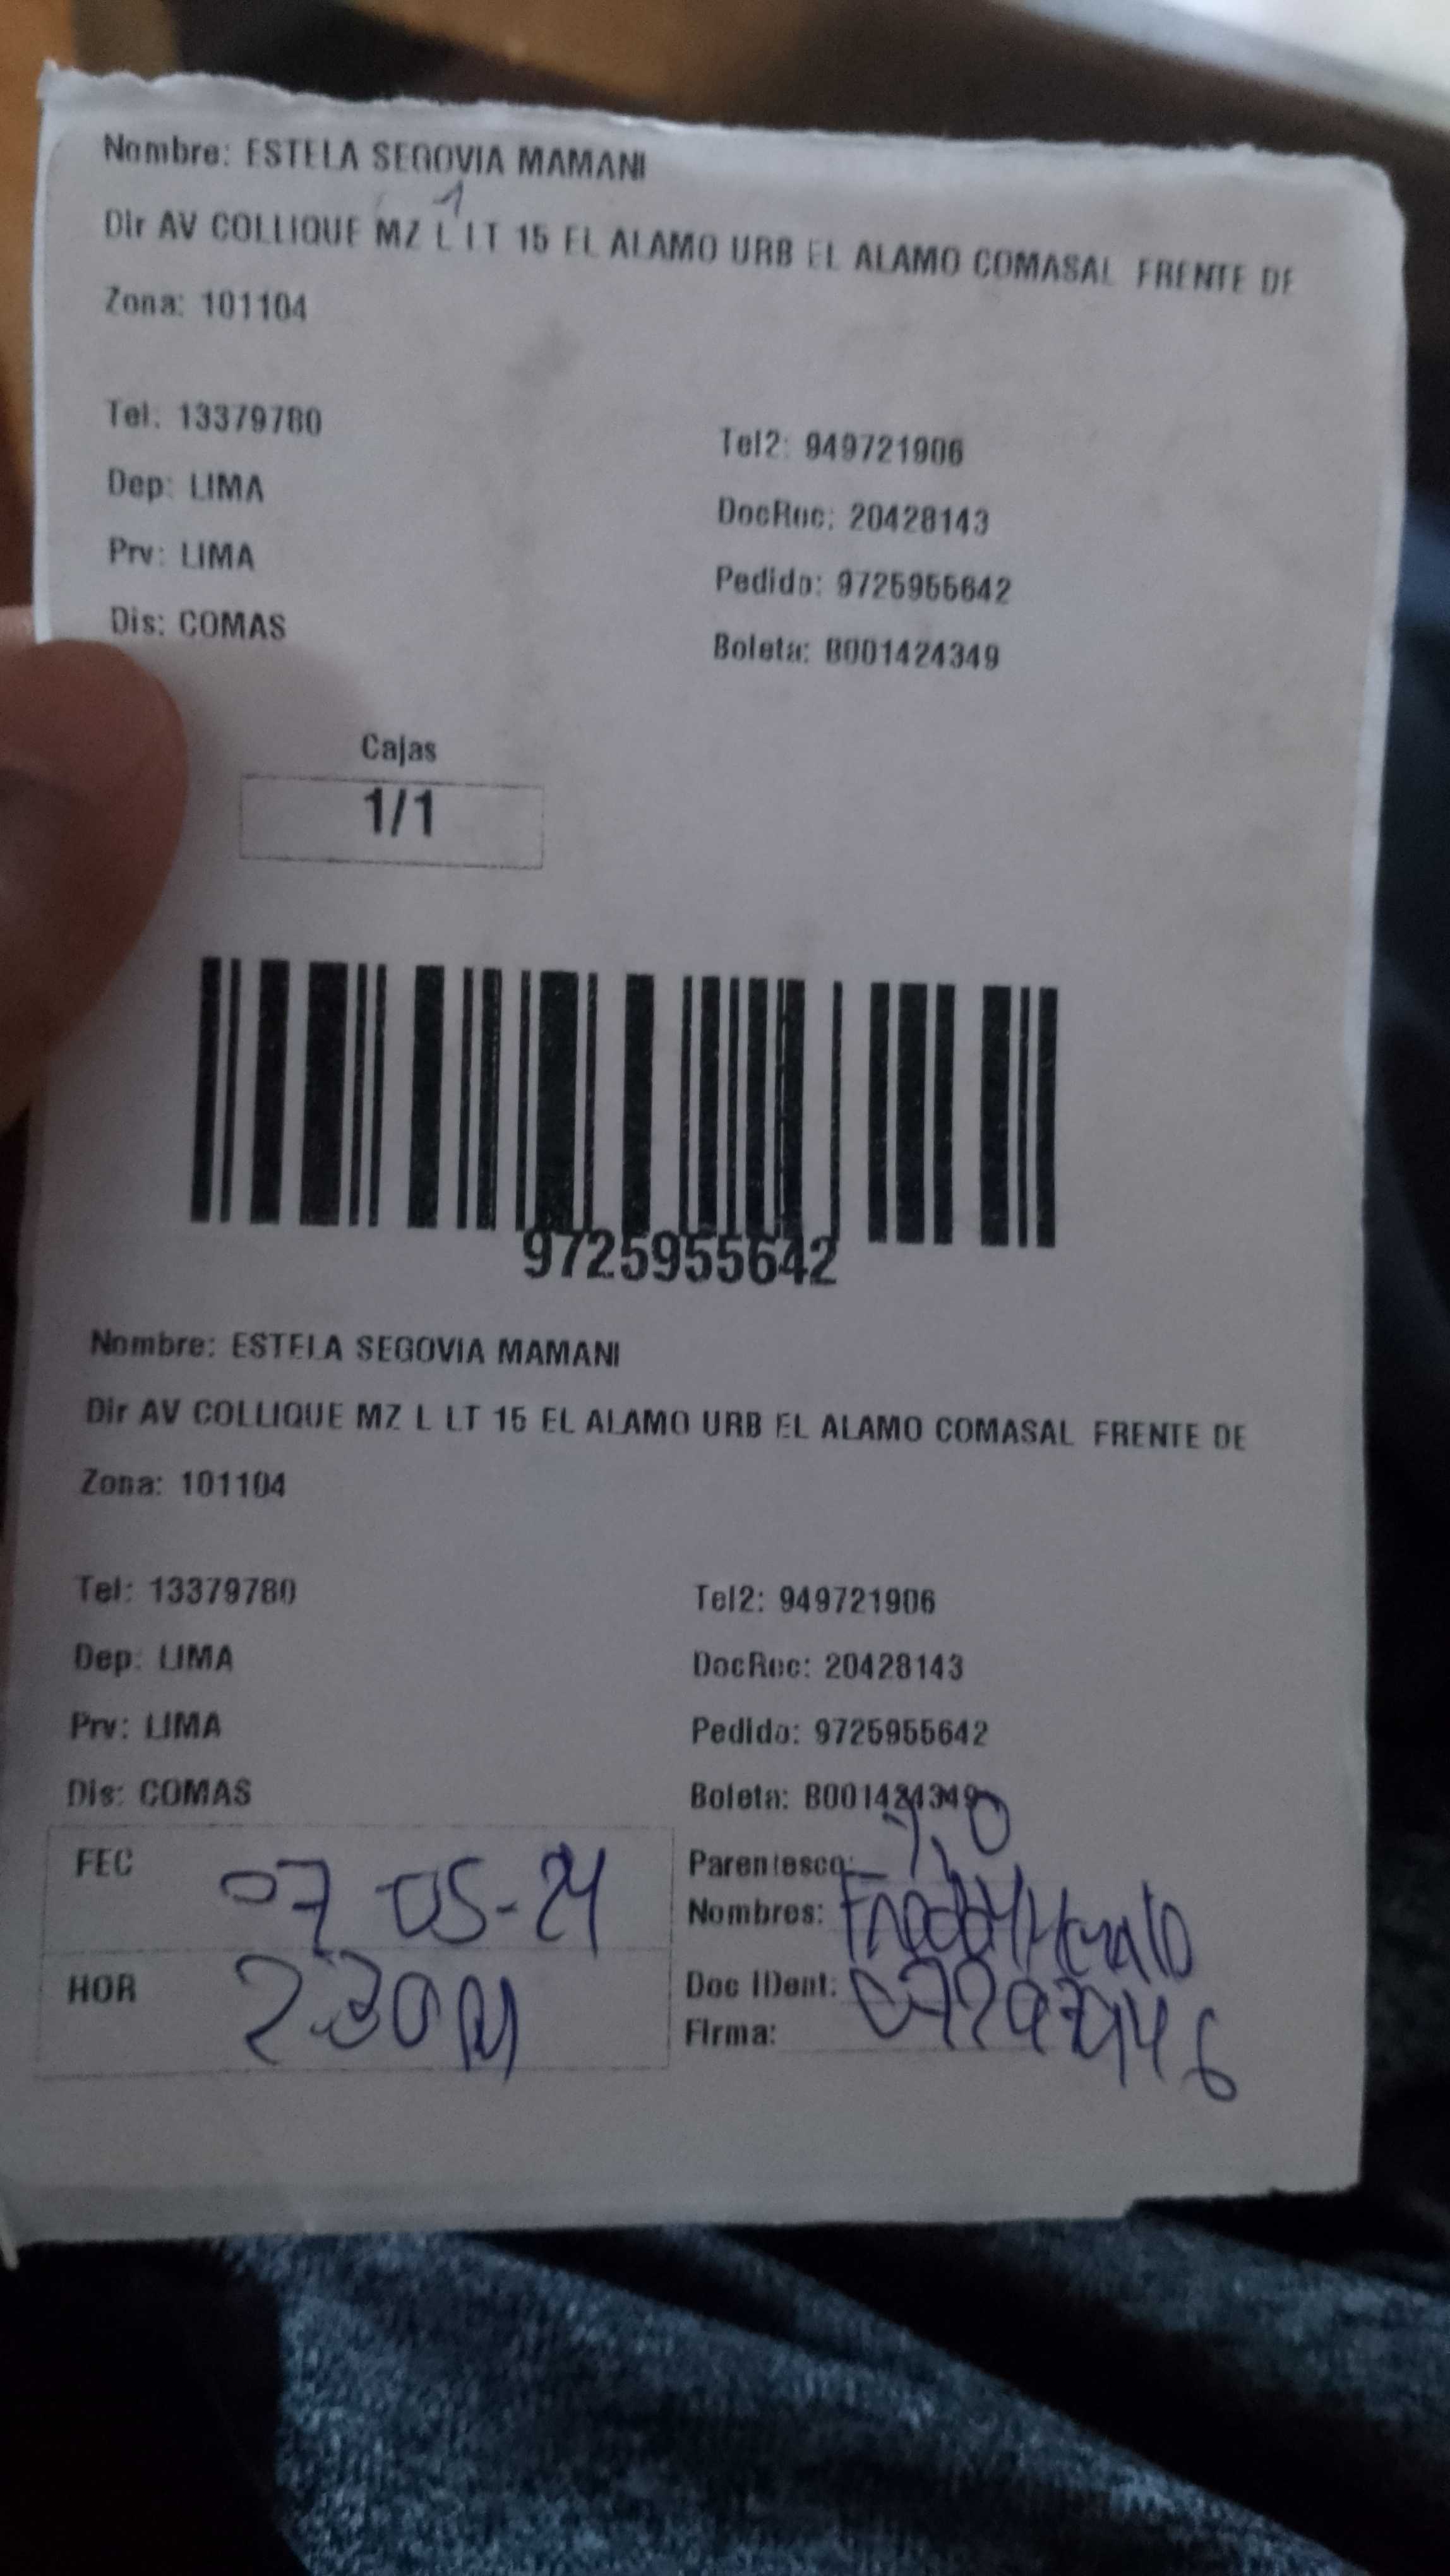 Nombre: ESTELA SEGOVIA MAMANI
1
Dir AV COLLIQUE MZ L LT 15 EL ALAMO URB EL ALAMO COMASAL FRENTE DE
Zona: 101104
Tel: 13379780 Tel2: 949721906
Dep: LIMA DocRec: 20428143
Prv: LIMA Pedido: 9725955642
Dis: COMAS Boleta: B001424349
Cajas
1/1
9725955642
Nombre: ESTELA SEGOVIA MAMANI
Dir AV COLLIQUE MZ L LT 15 EL ALAMO URB EL ALAMO COMASAL FRENTE DE
Zona: 101104
Tel: 13379780 Tel2: 949721906
Dep: LIMA DocRec: 20428143
Prv: LIMA Pedido: 9725955642
Dis: COMAS Boleta: B001424349
FEC 07-05-24 Parentesco:
Nombres: Freddy
HOR 2:30 Doc IDent:
Firma: